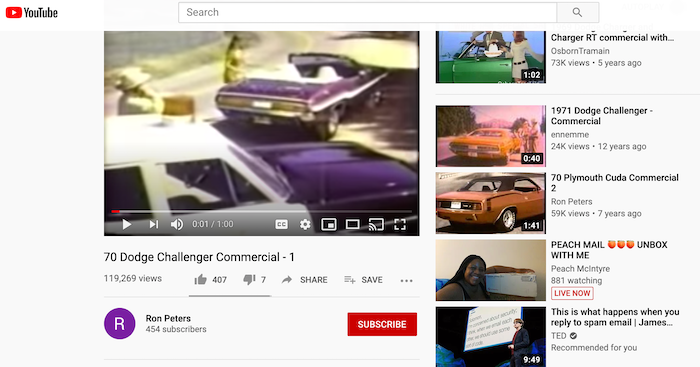 YouTube
Search
0:01 / 1:00
CC
70 Dodge Challenger Commercial - 1
119,269 views
407
7
SHARE
SAVE
R
Ron Peters
454 subscribers
SUBSCRIBE
Charger RT commercial with...
OsbornTramain
73K views • 5 years ago
1:02
1971 Dodge Challenger -
Commercial
ennemme
24K views • 12 years ago
0:40
70 Plymouth Cuda Commercial
2
Ron Peters
59K views • 7 years ago
1:41
PEACH MAIL 🍑🍑🍑 UNBOX
WITH ME
Peach McIntyre
881 watching
LIVE NOW
This is what happens when you
reply to spam email | James...
TED
Recommended for you
9:49